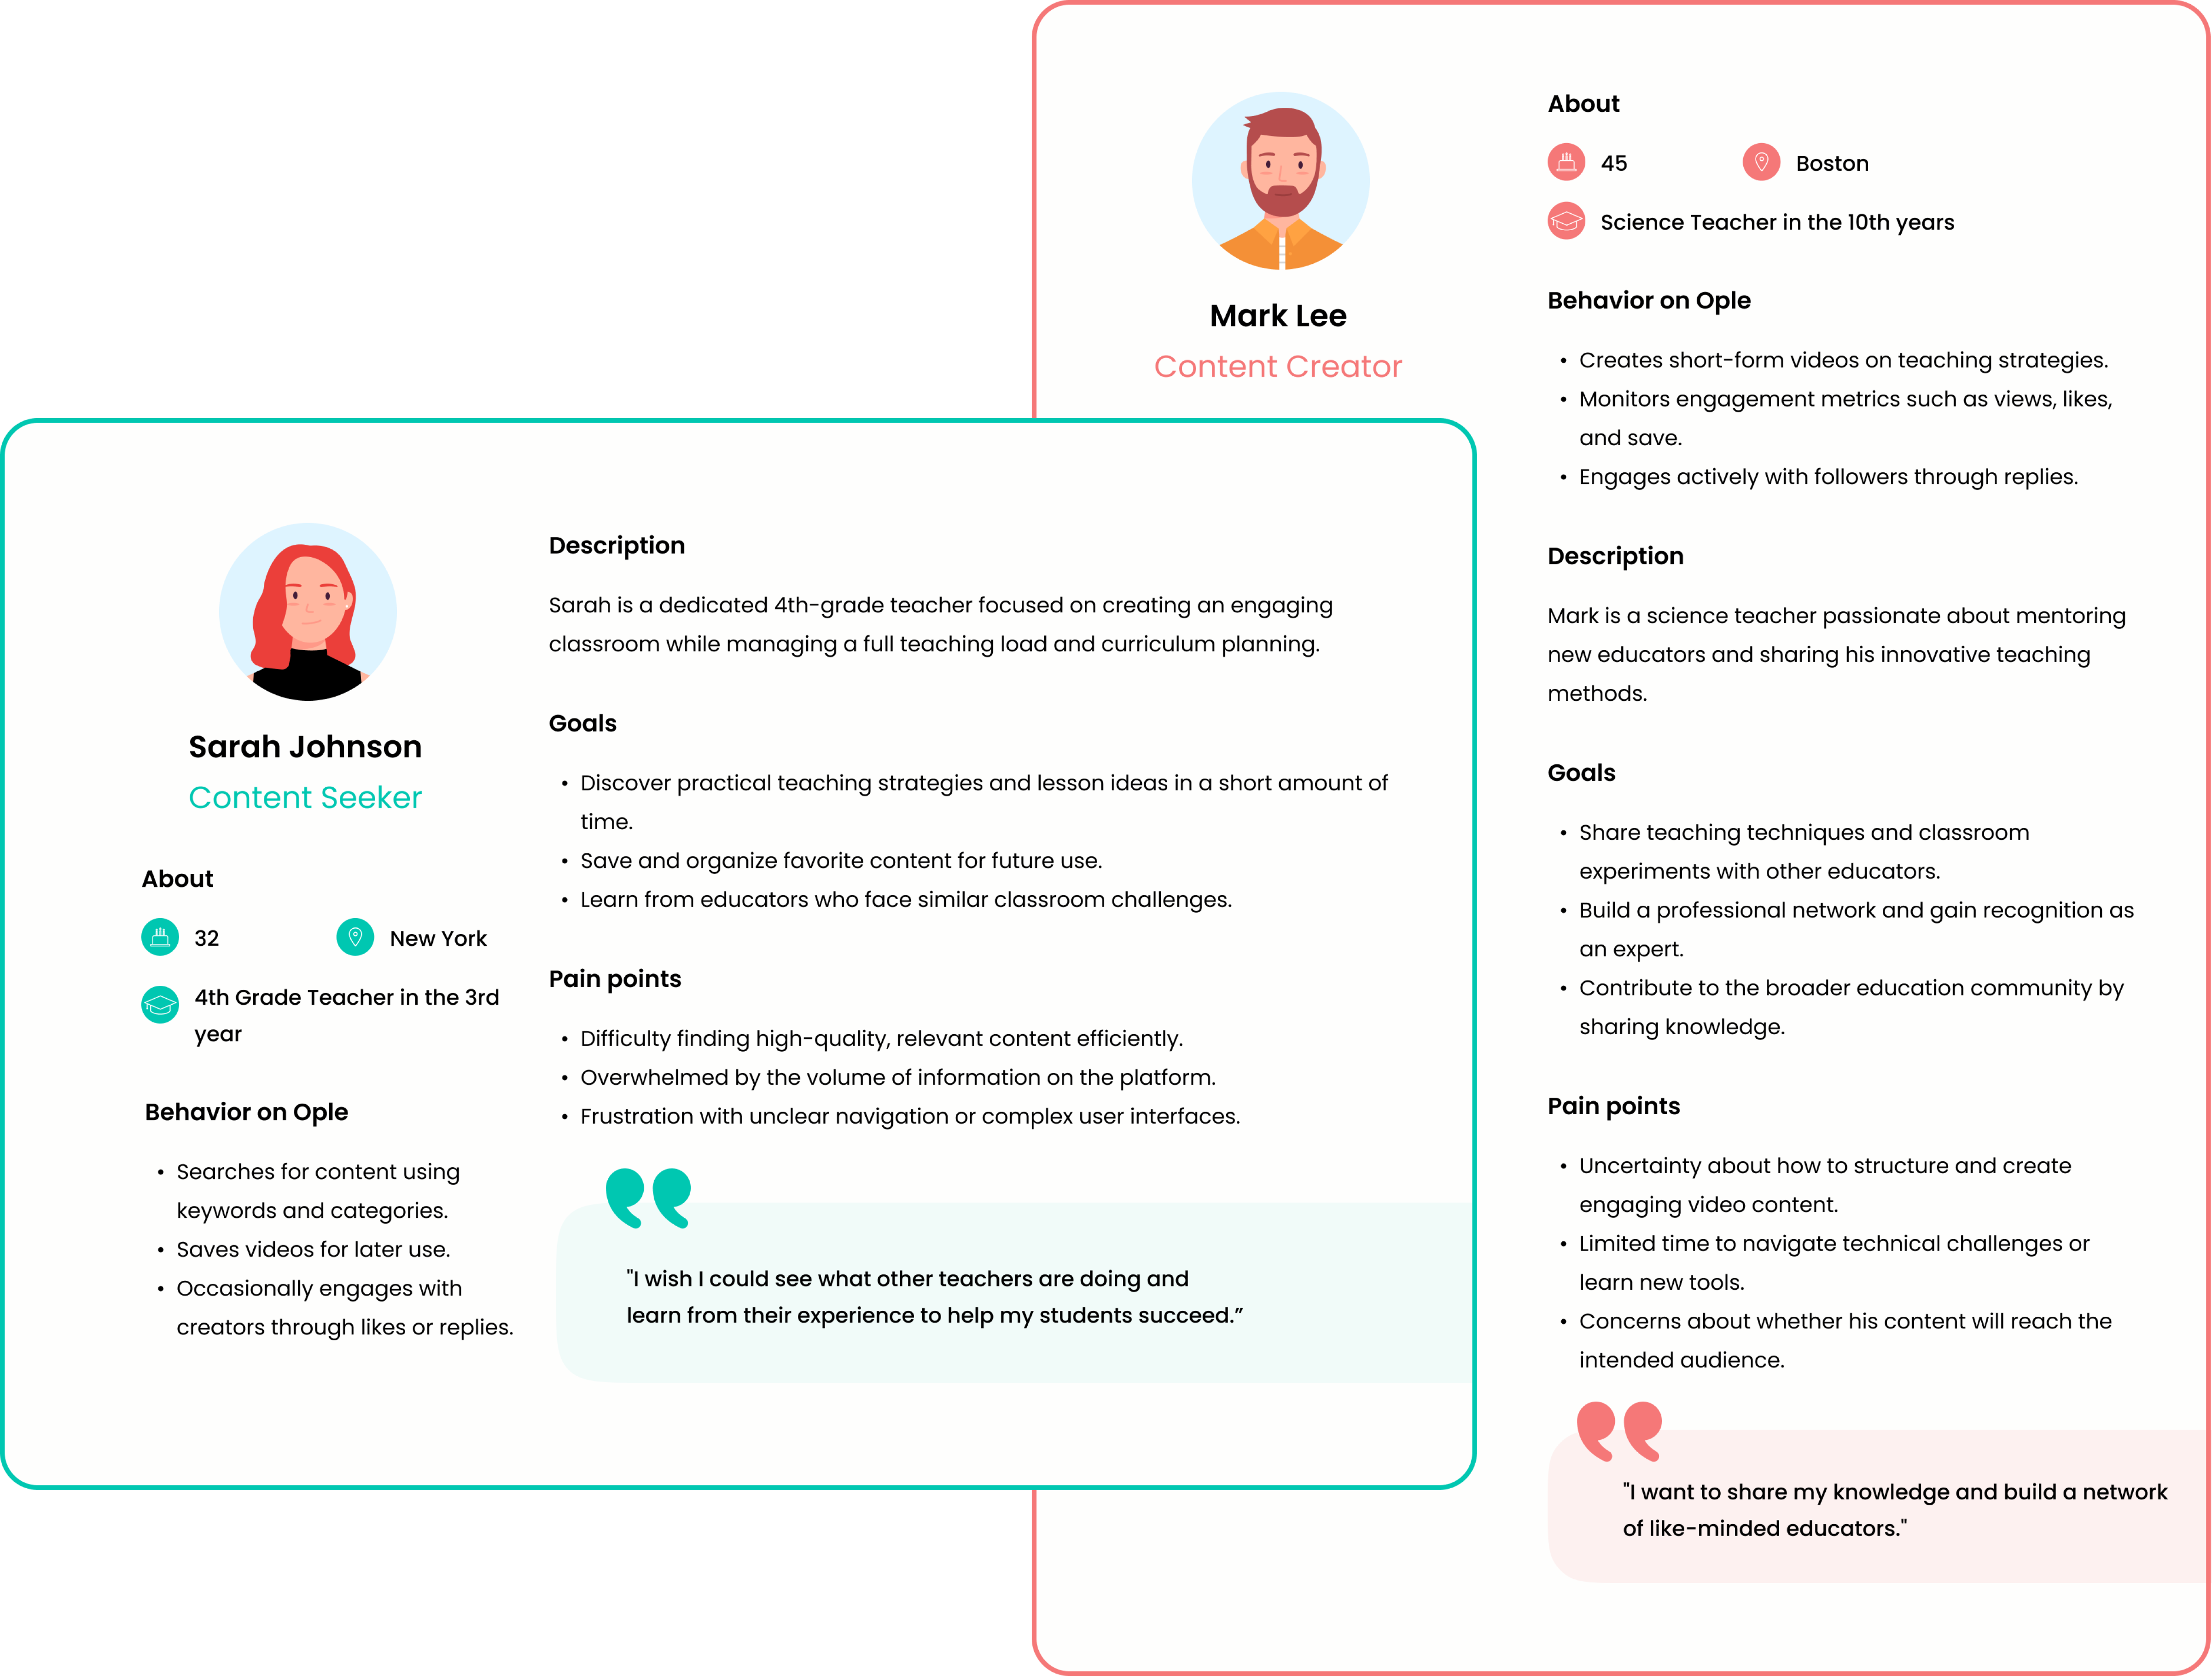 Mark Lee
Content Creator
About
45
Boston
Science Teacher in the 10th years
Behavior on Ople
• Creates short-form videos on teaching strategies.
• Monitors engagement metrics such as views, likes,
and save.
• Engages actively with followers through replies.
Description
Mark is a science teacher passionate about mentoring
new educators and sharing his innovative teaching
methods.
Goals
• Share teaching techniques and classroom
experiments with other educators.
• Build a professional network and gain recognition as
an expert.
• Contribute to the broader education community by
sharing knowledge.
Pain points
• Uncertainty about how to structure and create
engaging video content.
• Limited time to navigate technical challenges or
learn new tools.
• Concerns about whether his content will reach the
intended audience.
"I want to share my knowledge and build a network
of like-minded educators."
Sarah Johnson
Content Seeker
About
32
New York
4th Grade Teacher in the 3rd
year
Behavior on Ople
• Searches for content using
keywords and categories.
• Saves videos for later use.
• Occasionally engages with
creators through likes or replies.
Description
Sarah is a dedicated 4th-grade teacher focused on creating an engaging
classroom while managing a full teaching load and curriculum planning.
Goals
• Discover practical teaching strategies and lesson ideas in a short amount of
time.
• Save and organize favorite content for future use.
• Learn from educators who face similar classroom challenges.
Pain points
• Difficulty finding high-quality, relevant content efficiently.
• Overwhelmed by the volume of information on the platform.
• Frustration with unclear navigation or complex user interfaces.
"I wish I could see what other teachers are doing and
learn from their experience to help my students succeed.”